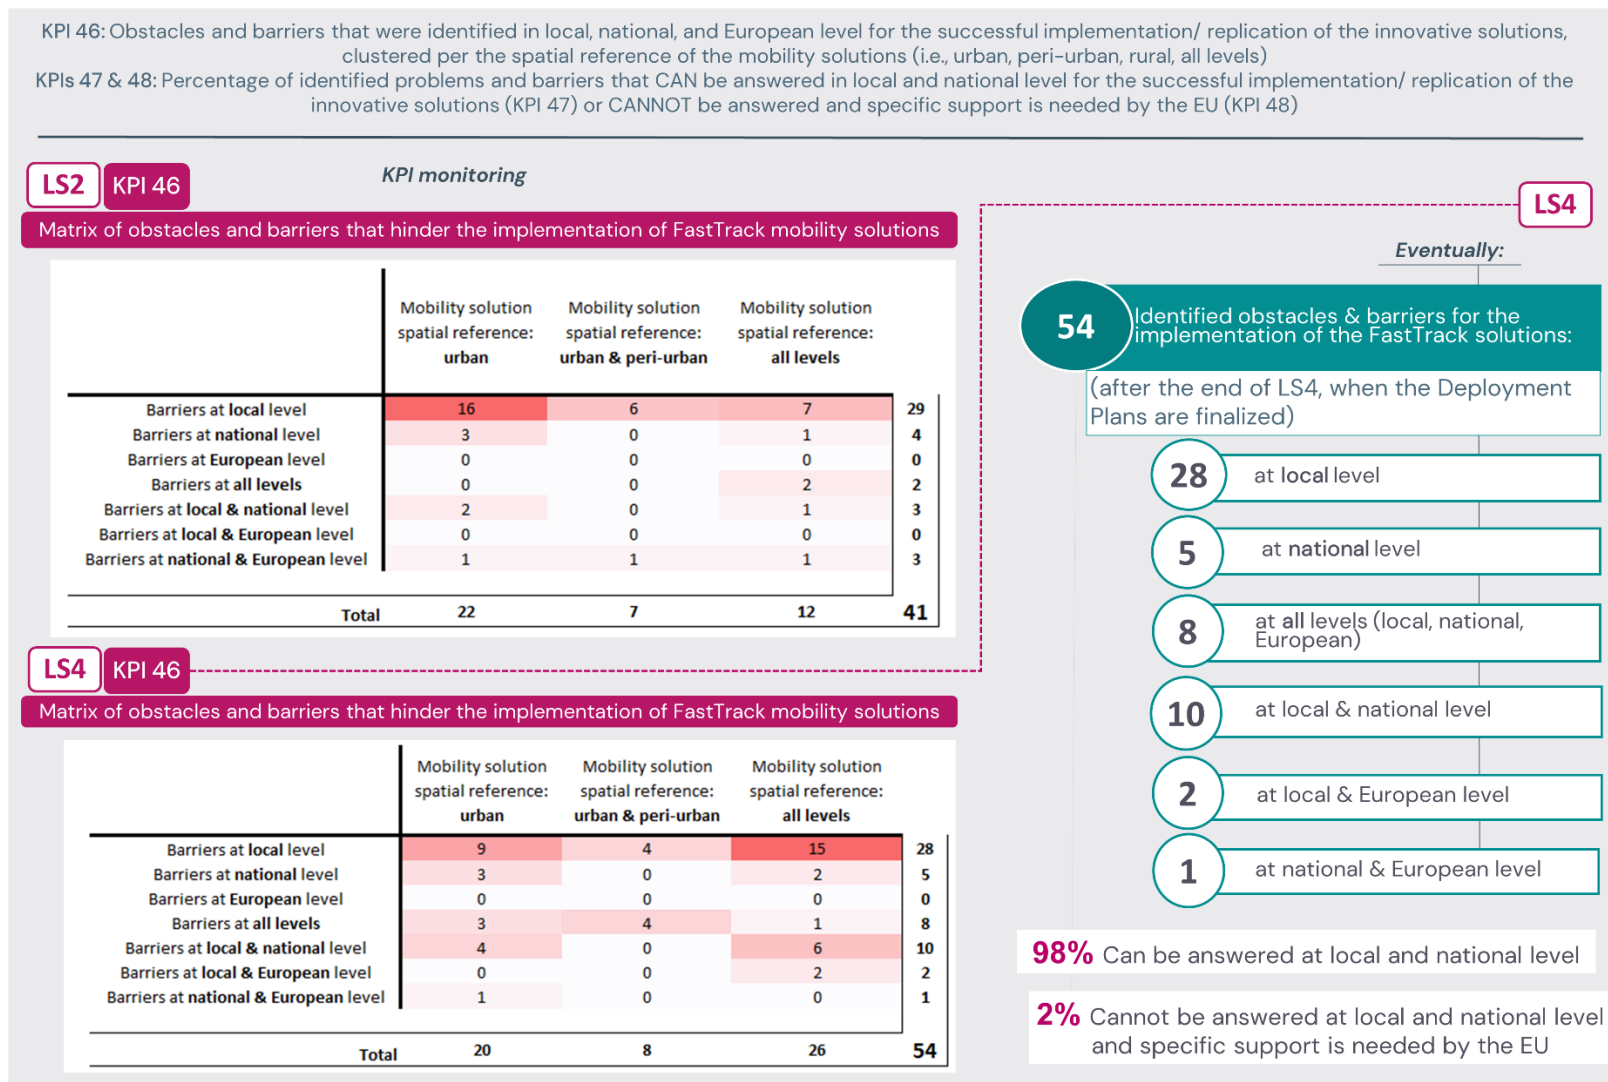 KPI 46: Obstacles and barriers that were identified in local, national, and European level for the successful implementation/ replication of the innovative solutions,
clustered per the spatial reference of the mobility solutions (i.e., urban, peri-urban, rural, all levels)
KPIs 47 & 48: Percentage of identified problems and barriers that CAN be answered in local and national level for the successful implementation/ replication of the
innovative solutions (KPI 47) or CANNOT be answered and specific support is needed by the EU (KPI 48)
KPI monitoring
LS2 KPI 46
Matrix of obstacles and barriers that hinder the implementation of FastTrack mobility solutions
Mobility solution Mobility solution Mobility solution
spatial reference: spatial reference: spatial reference:
urban urban & peri-urban all levels
Barriers at local level 16 6 7 29
Barriers at national level 3 0 1 4
Barriers at European level 0 0 0 0
Barriers at all levels 0 0 2 2
Barriers at local & national level 2 0 1 3
Barriers at local & European level 0 0 0 0
Barriers at national & European level 1 1 1 3
Total 22 7 12 41
LS4 KPI 46
Matrix of obstacles and barriers that hinder the implementation of FastTrack mobility solutions
Mobility solution Mobility solution Mobility solution
spatial reference: spatial reference: spatial reference:
urban urban & peri-urban all levels
Barriers at local level 9 4 15 28
Barriers at national level 3 0 2 5
Barriers at European level 0 0 0 0
Barriers at all levels 3 4 1 8
Barriers at local & national level 4 0 6 10
Barriers at local & European level 0 0 2 2
Barriers at national & European level 1 0 0 1
Total 20 8 26 54
LS4
Eventually:
54 Identified obstacles & barriers for the
implementation of the FastTrack solutions:
(after the end of LS4, when the Deployment
Plans are finalized)
28 at local level
5 at national level
8 at all levels (local, national,
European)
10 at local & national level
2 at local & European level
1 at national & European level
98% Can be answered at local and national level
2% Cannot be answered at local and national level
and specific support is needed by the EU